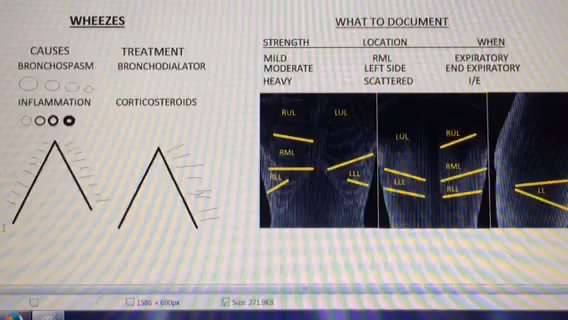 WHEEZES
CAUSES
TREATMENT
BRONCHOSPASM
BRONCHODIALATOR
INFLAMMATION
CORTICOSTEROIDS
WHAT TO DOCUMENT
STRENGTH LOCATION WHEN
MILD RML EXPIRATORY
MODERATE LEFT SIDE END EXPIRATORY
HEAVY SCATTERED I/E
RUL LUL
RML
RLL LLL
LUL RUL
RML
LLL RLL
LL
1586 × 600px
Size: 271.9KB